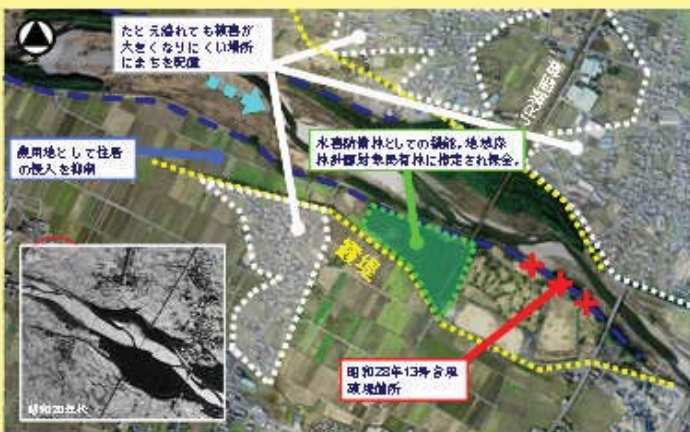 たとえ溢れても被害が
大きくなりにくい場所
にまちを配置
農用地として住居
の侵入を抑制
水害防備林としての機能。地域森
林計画対象民有林に指定され保全。
昭和28年13号台風
破堤箇所
昭和20年代